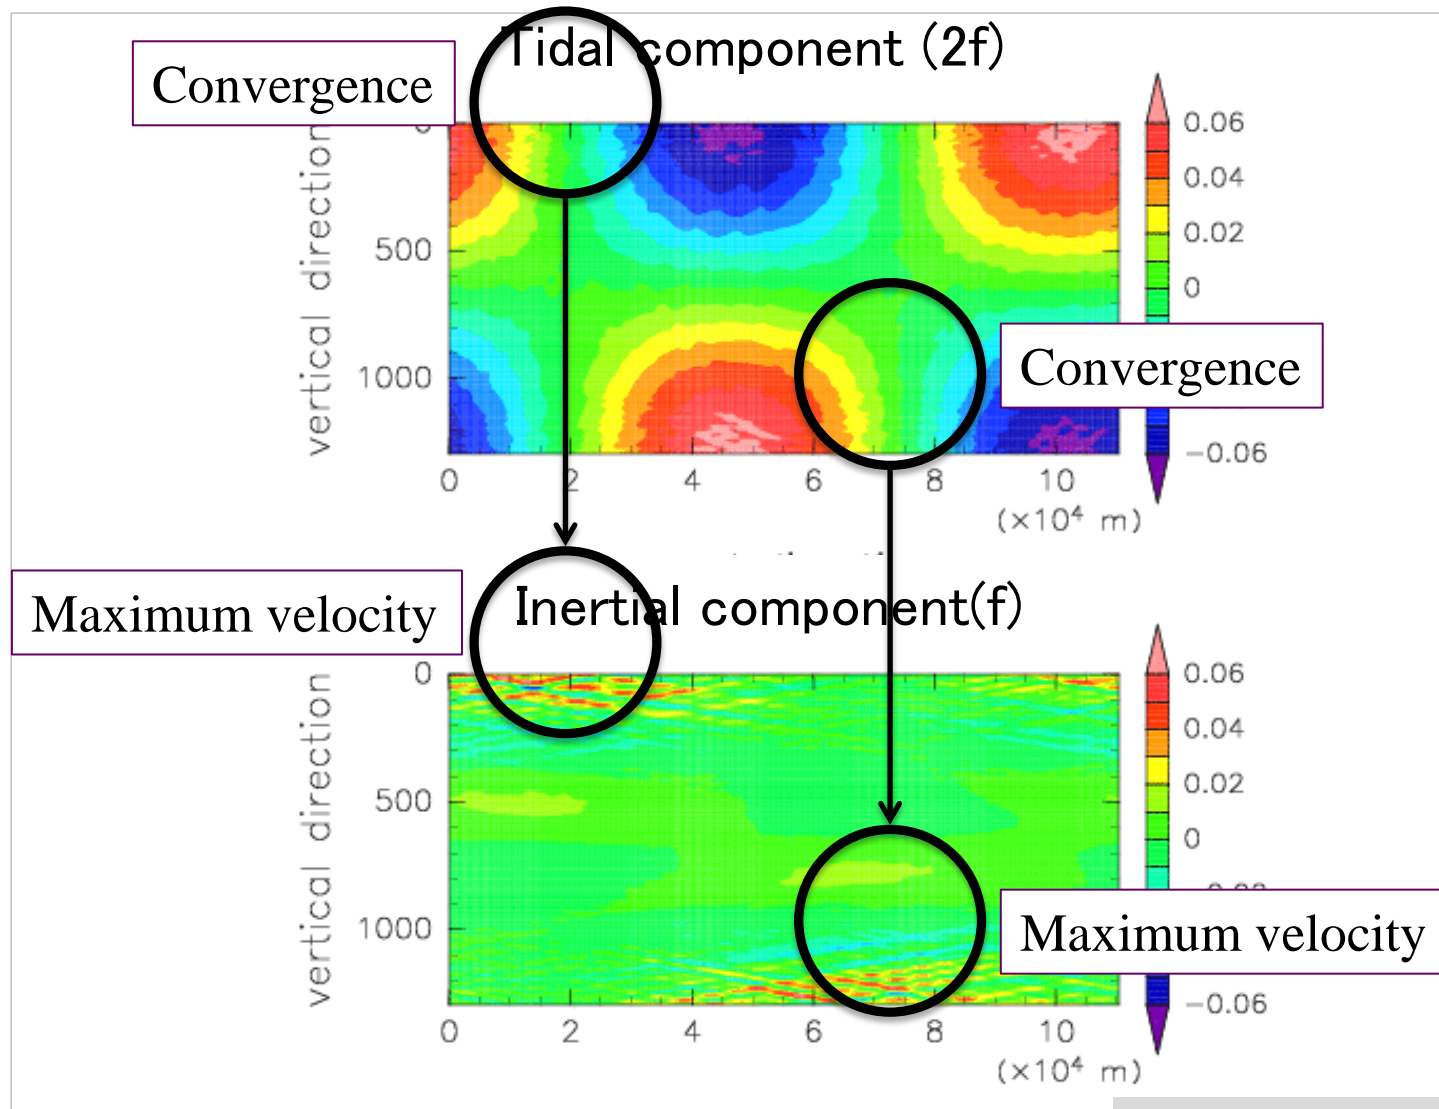 Tidal component (2f)
Convergence
0.06
0.04
0.02
0
-0.06
vertical direction
500
1000
Convergence
0 2 4 6 8 10
(×10⁴ m)
Maximum velocity
Inertial component(f)
0.06
0.04
0.02
0
-0.06
vertical direction
0
500
1000
Maximum velocity
0 2 4 6 8 10
(×10⁴ m)